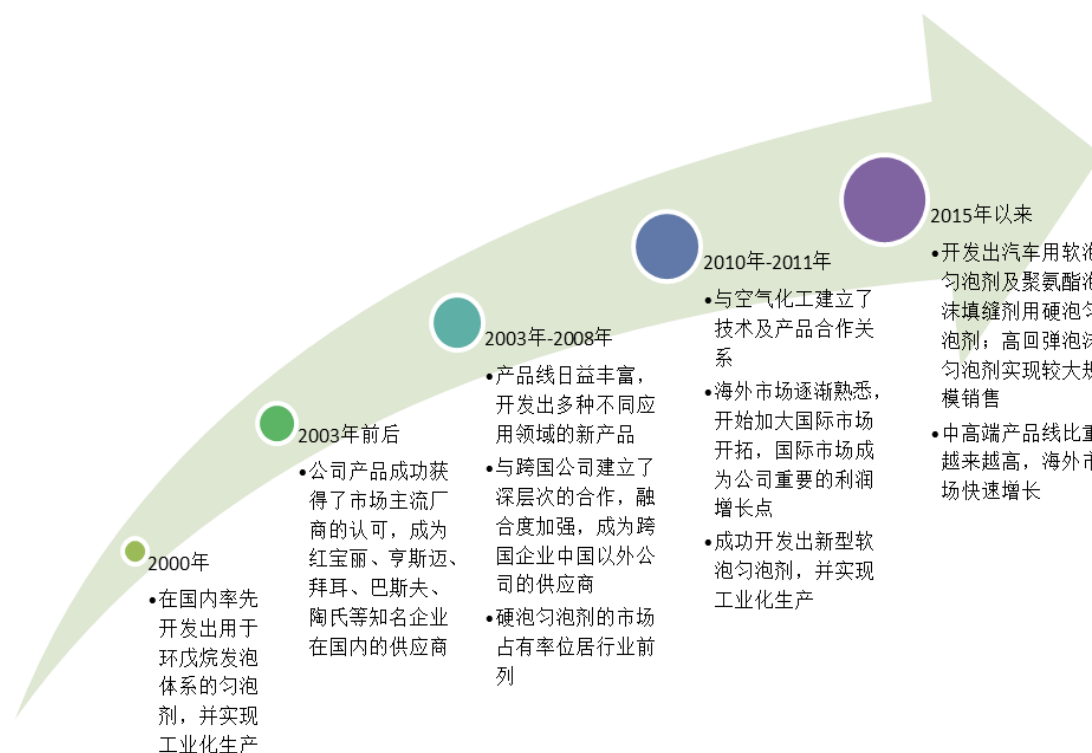 2000年
•在国内率先
开发出用于
环戊烷发泡
体系的匀泡
剂，并实现
工业化生产
2003年前后
•公司产品成功获
得了市场主流厂
商的认可，成为
红宝丽、亨斯迈、
拜耳、巴斯夫、
陶氏等知名企业
在国内的供应商
2003年-2008年
•产品线日益丰富，
开发出多种不同应
用领域的新产品
•与跨国公司建立了
深层次的合作，融
合度加强，成为跨
国企业中国以外公
司的供应商
•硬泡匀泡剂的市场
占有率位居行业前
列
2010年-2011年
•与空气化工建立了
技术及产品合作关
系
•海外市场逐渐熟悉，
开始加大国际市场
开拓，国际市场成
为公司重要的利润
增长点
•成功开发出新型软
泡匀泡剂，并实现
工业化生产
2015年以来
•开发出汽车用软泡
匀泡剂及聚氨酯泡
沫填缝剂用硬泡匀
泡剂；高回弹泡沫
匀泡剂实现较大规
模销售
•中高端产品线比重
越来越高，海外市
场快速增长